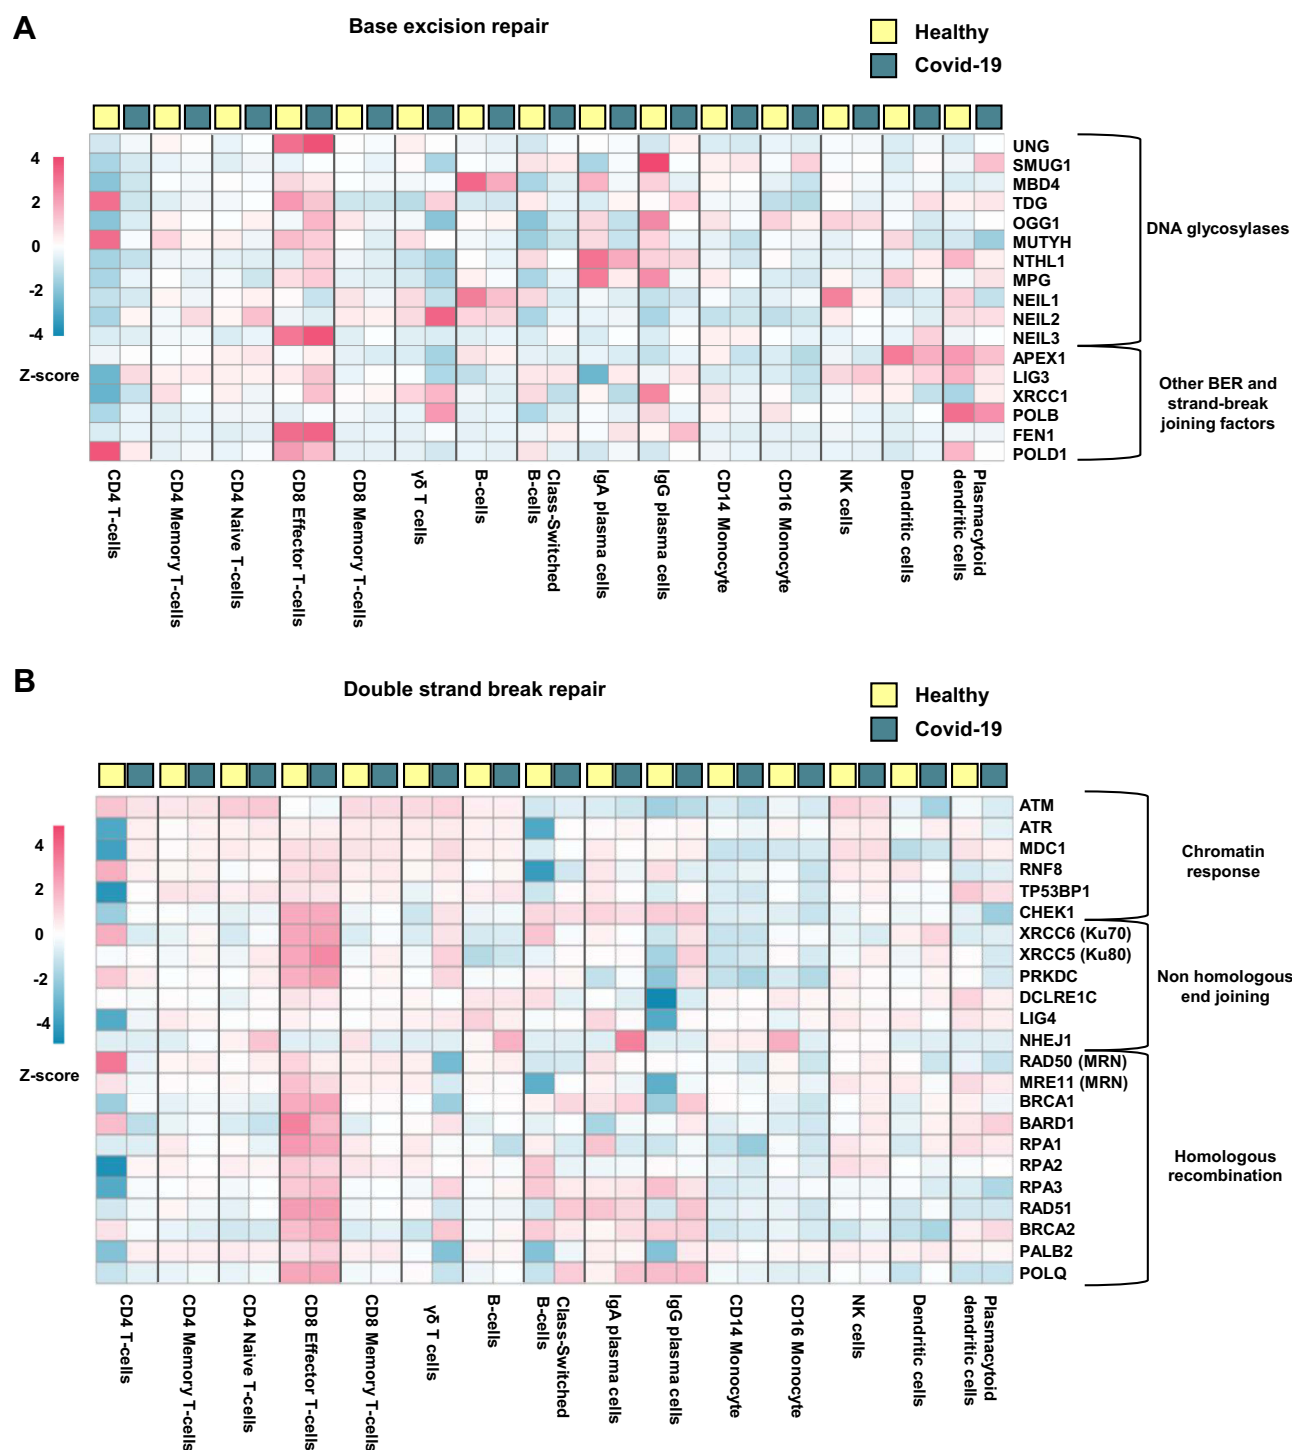 A
Base excision repair
Healthy
Covid-19
4
2
0
-2
-4
Z-score
UNG
SMUG1
MBD4
TDG
OGG1
MUTYH
NTHL1
MPG
NEIL1
NEIL2
NEIL3
APEX1
LIG3
XRCC1
POLB
FEN1
POLD1
DNA glycosylases
Other BER and
strand-break
joining factors
CD4 T-cells
CD4 Memory T-cells
CD4 Naive T-cells
CD8 Effector T-cells
CD8 Memory T-cells
γδ T cells
B-cells
Class-Switched
B-cells
IgA plasma cells
IgG plasma cells
CD14 Monocyte
CD16 Monocyte
NK cells
Dendritic cells
Plasmacytoid
dendritic cells
B
Double strand break repair
Healthy
Covid-19
4
2
0
-2
-4
Z-score
ATM
ATR
MDC1
RNF8
TP53BP1
CHEK1
XRCC6 (Ku70)
XRCC5 (Ku80)
PRKDC
DCLRE1C
LIG4
NHEJ1
RAD50 (MRN)
MRE11 (MRN)
BRCA1
BARD1
RPA1
RPA2
RPA3
RAD51
BRCA2
PALB2
POLQ
Chromatin
response
Non homologous
end joining
Homologous
recombination
CD4 T-cells
CD4 Memory T-cells
CD4 Naive T-cells
CD8 Effector T-cells
CD8 Memory T-cells
γδ T cells
B-cells
Class-Switched
B-cells
IgA plasma cells
IgG plasma cells
CD14 Monocyte
CD16 Monocyte
NK cells
Dendritic cells
Plasmacytoid
dendritic cells